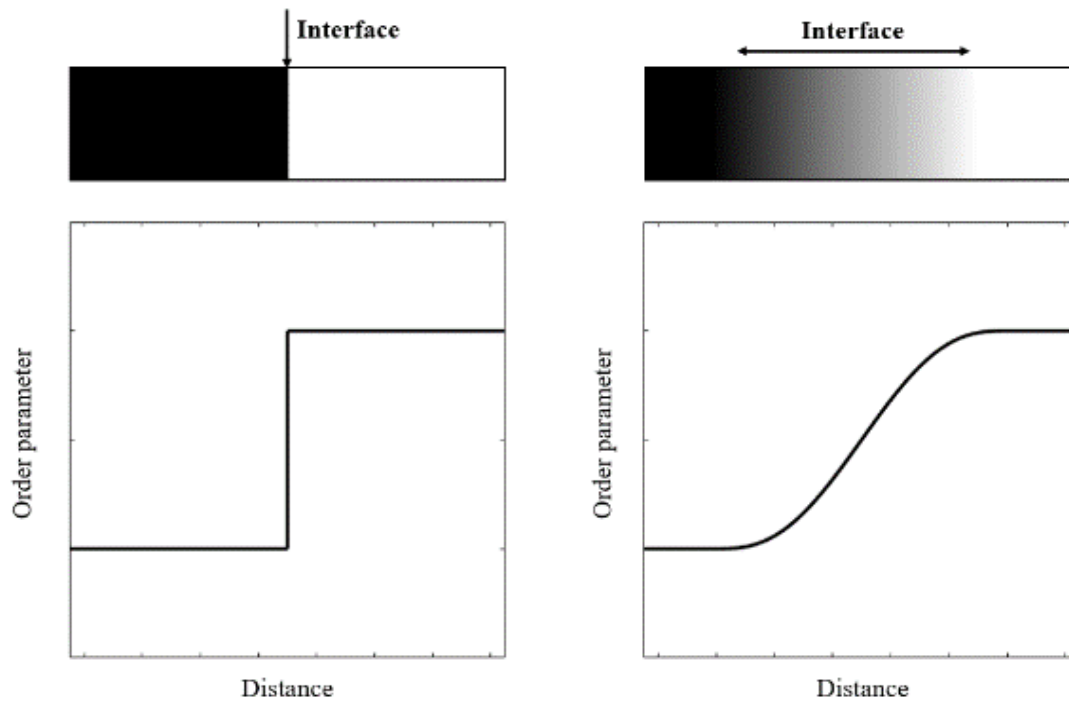 Interface
Interface
Order parameter
Order parameter
Distance
Distance